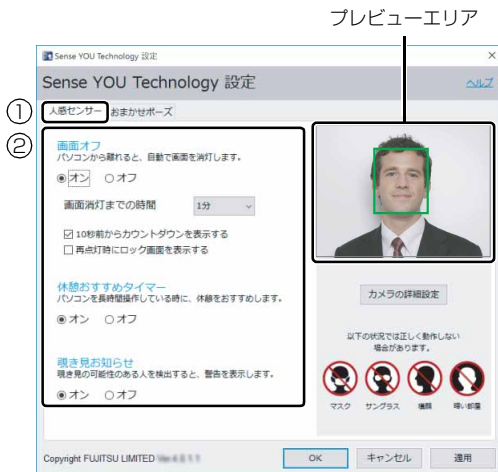 プレビューエリア
Sense YOU Technology 設定
Sense YOU Technology 設定
ヘルプ
① 人感センサー おまかせポーズ
②
画面オフ
パソコンから離れると、自動で画面を消灯します。
オン オフ
画面消灯までの時間 1分
10秒前からカウントダウンを表示する
再点灯時にロック画面を表示する
休憩おすすめタイマー
パソコンを長時間操作している時に、休憩をおすすめします。
オン オフ
覗き見お知らせ
覗き見の可能性のある人を検出すると、警告を表示します。
オン オフ
カメラの詳細設定
以下の状況では正しく動作しない
場合があります。
マスク サングラス 横顔 暗い部屋
Copyright FUJITSU LIMITED
OK キャンセル 適用